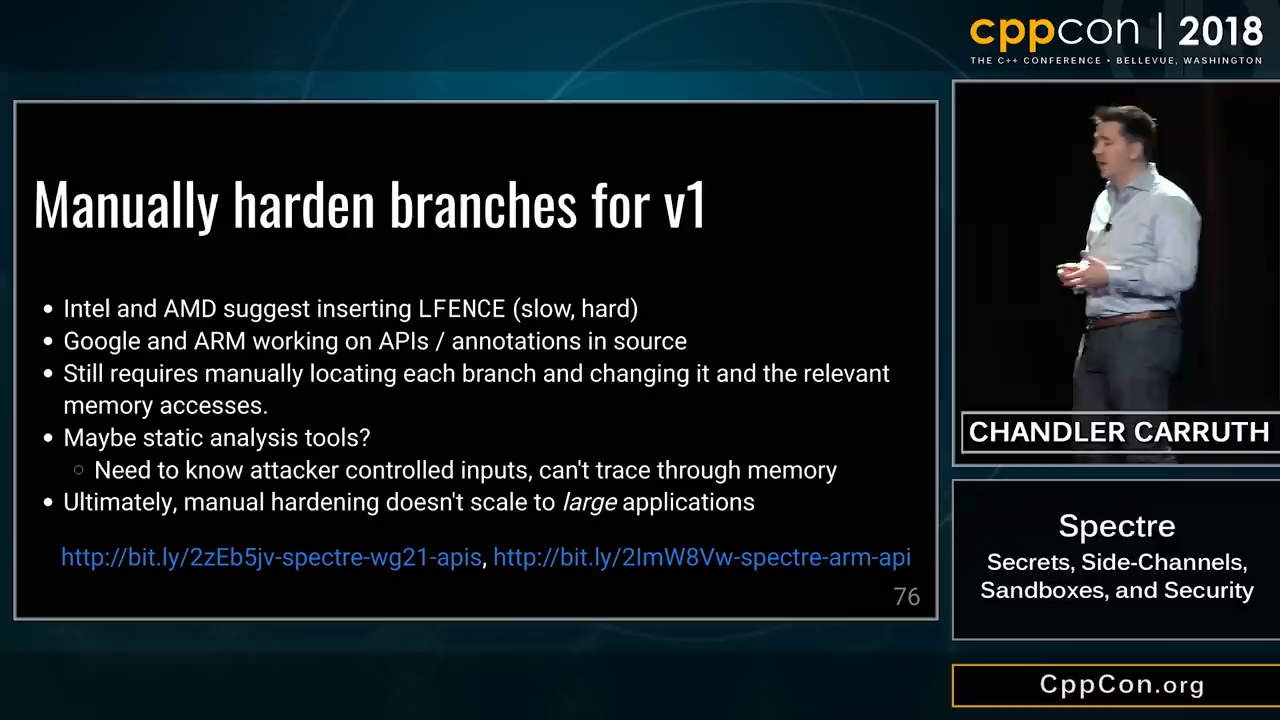 cppcon | 2018
THE C++ CONFERENCE • BELLEVUE, WASHINGTON
Manually harden branches for v1
• Intel and AMD suggest inserting LFENCE (slow, hard)
• Google and ARM working on APIs / annotations in source
• Still requires manually locating each branch and changing it and the relevant
memory accesses.
• Maybe static analysis tools?
○ Need to know attacker controlled inputs, can't trace through memory
• Ultimately, manual hardening doesn't scale to large applications
http://bit.ly/2zEb5jv-spectre-wg21-apis, http://bit.ly/2ImW8Vw-spectre-arm-api
76
CHANDLER CARRUTH
Spectre
Secrets, Side-Channels,
Sandboxes, and Security
CppCon.org